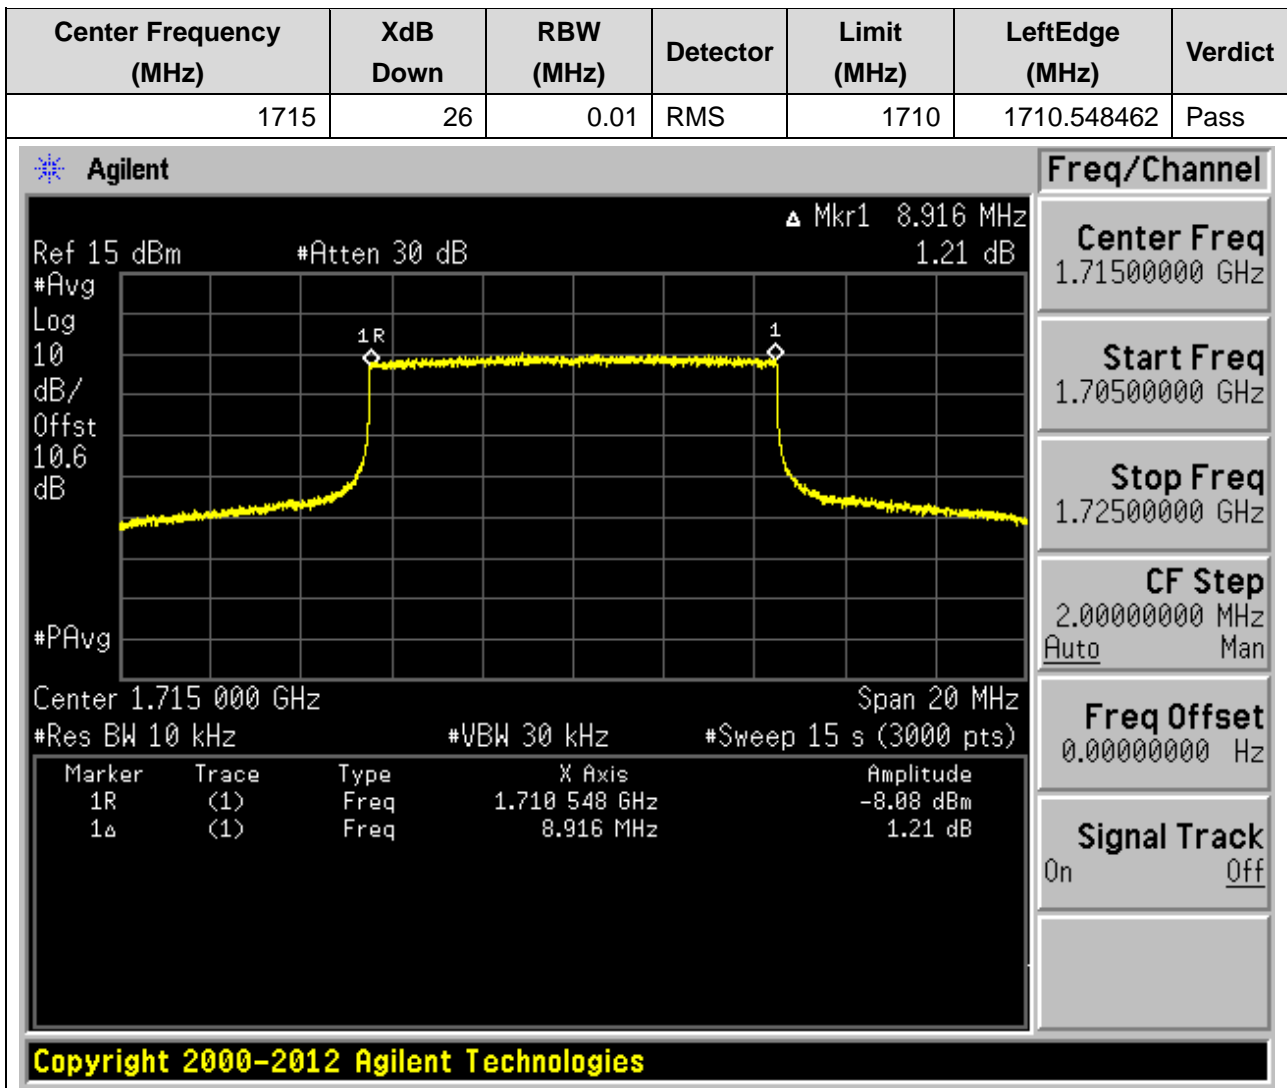 Center Frequency (MHz) XdB Down RBW (MHz) Detector Limit (MHz) LeftEdge (MHz) Verdict
1715 26 0.01 RMS 1710 1710.548462 Pass
Agilent
Δ Mkr1 8.916 MHz
Ref 15 dBm #Atten 30 dB 1.21 dB
#Avg
Log
10
dB/
Offst
10.6
dB
1R
1
#PAvg
Center 1.715 000 GHz Span 20 MHz
#Res BW 10 kHz #VBW 30 kHz #Sweep 15 s (3000 pts)
Marker Trace Type X Axis Amplitude
1R (1) Freq 1.710 548 GHz -8.08 dBm
1Δ (1) Freq 8.916 MHz 1.21 dB
Freq/Channel
Center Freq
1.71500000 GHz
Start Freq
1.70500000 GHz
Stop Freq
1.72500000 GHz
CF Step
2.00000000 MHz
Auto Man
Freq Offset
0.00000000 Hz
Signal Track
On Off
Copyright 2000-2012 Agilent Technologies